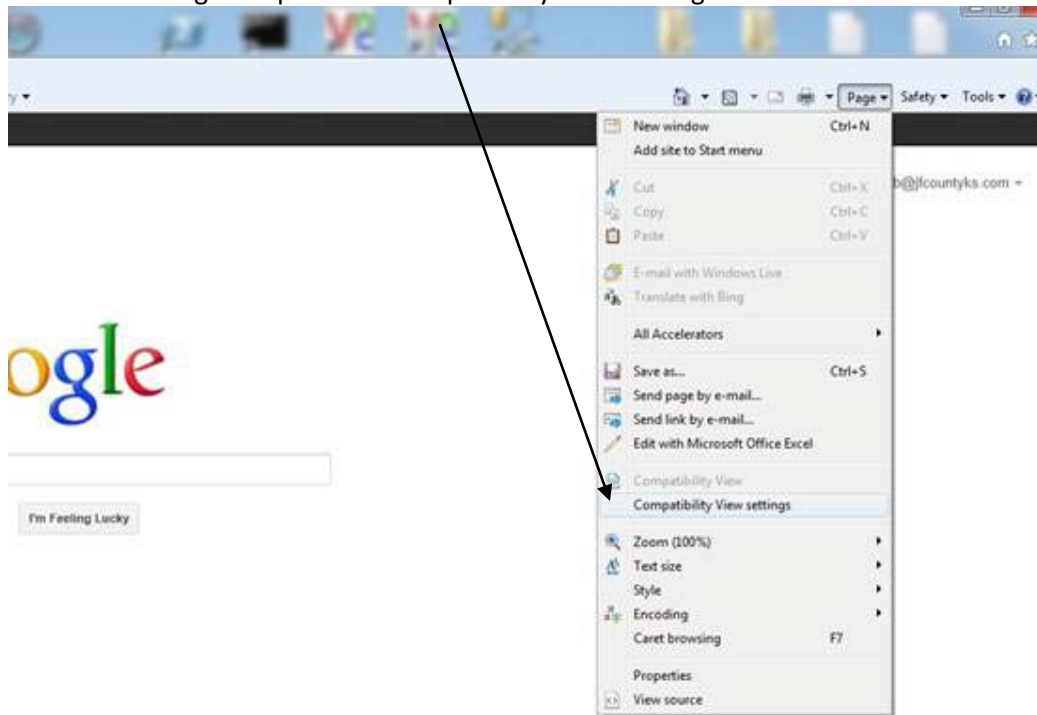 Page Safety Tools
New window Ctrl+N
Add site to Start menu
b@jfcountyks.com
Cut Ctrl+X
Copy Ctrl+C
Paste Ctrl+V
E-mail with Windows Live
Translate with Bing
All Accelerators
ogle
Save as... Ctrl+S
Send page by e-mail...
Send link by e-mail...
Edit with Microsoft Office Excel
Compatibility View
Compatibility View settings
I'm Feeling Lucky
Zoom (100%)
Text size
Style
Encoding
Caret browsing F7
Properties
View source